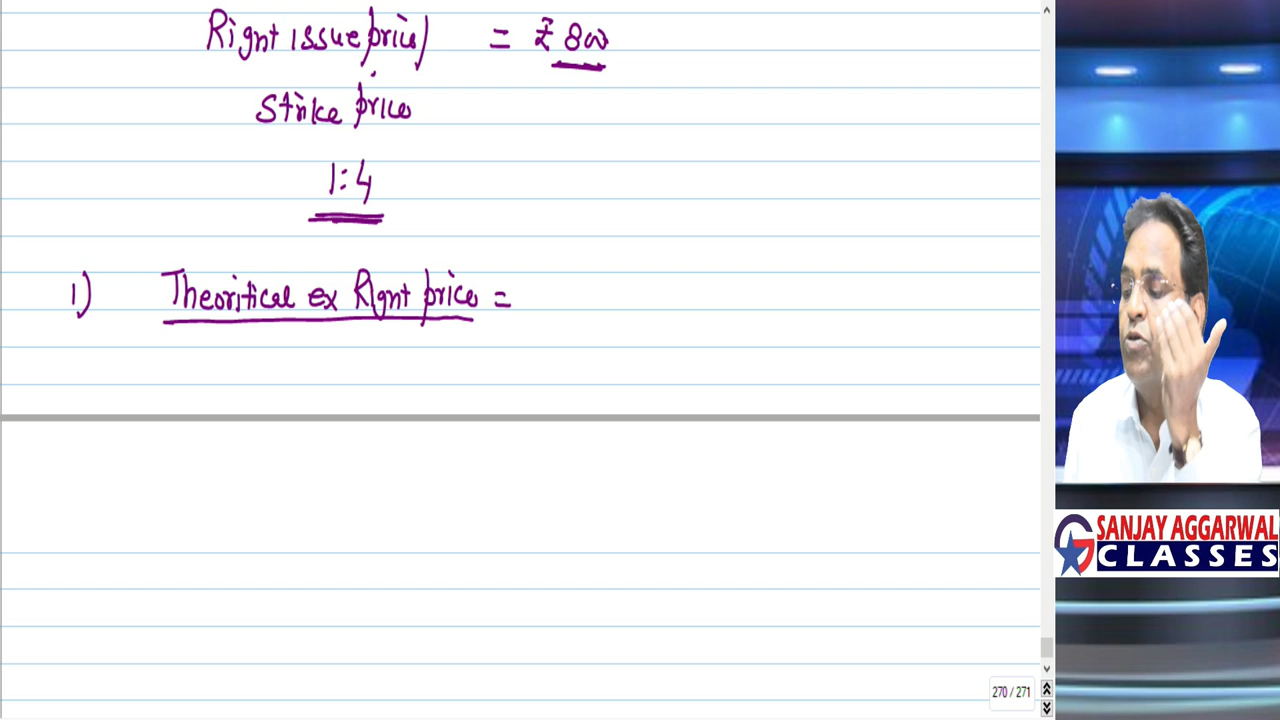 Right issue price/ = ₹ 800
Strike price
1:4
1) Theoritical ex Right price =
270 / 271
SANJAY AGGARWAL
CLASSES